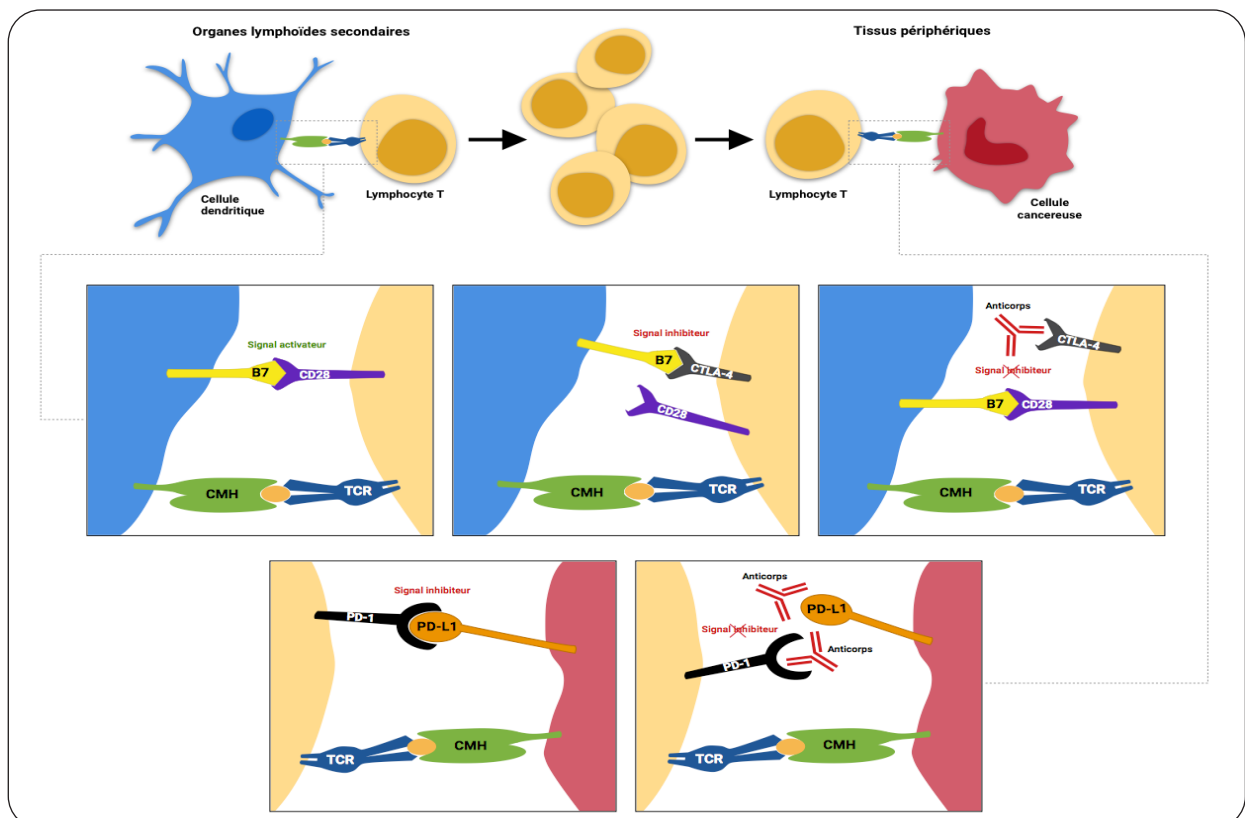 Organes lymphoïdes secondaires
Tissus périphériques
Cellule
dendritique
Lymphocyte T
Lymphocyte T
Cellule
cancereuse
Signal activateur
B7
CD28
CMH
TCR
Signal inhibiteur
B7
CTLA-4
CD28
CMH
TCR
Anticorps
CTLA-4
Signal inhibiteur
B7
CD28
CMH
TCR
Signal inhibiteur
PD-1
PD-L1
TCR
CMH
Anticorps
PD-L1
Signal inhibiteur
Anticorps
PD-1
TCR
CMH